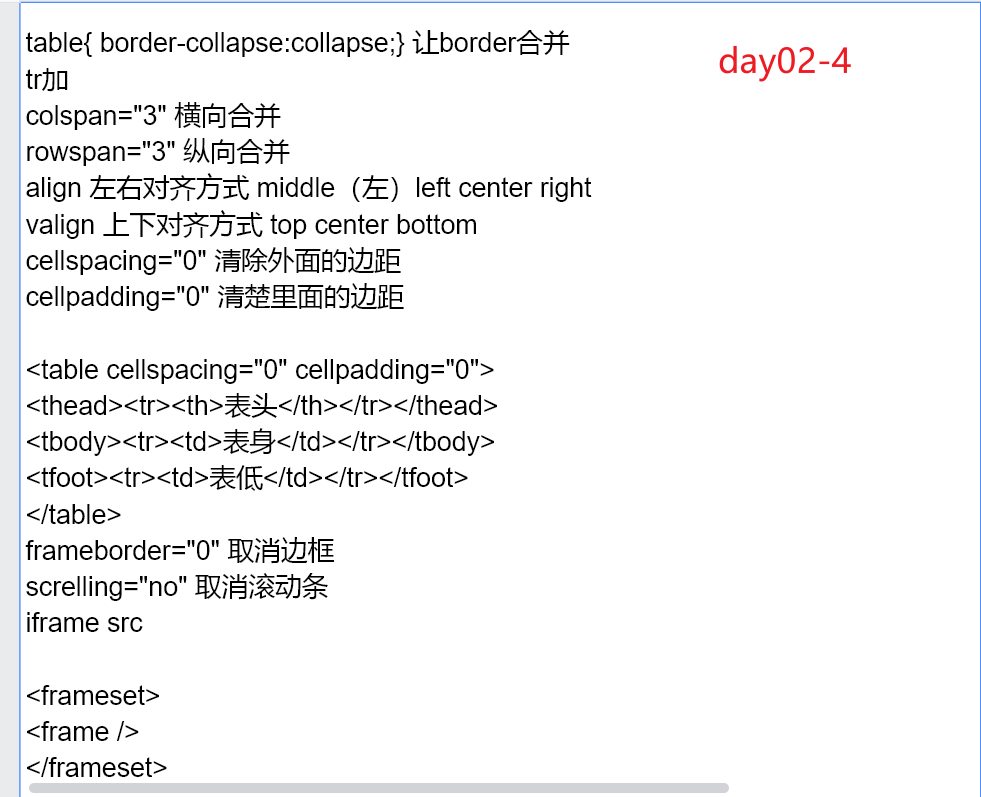 table{ border-collapse:collapse;} 让border合并
day02-4
tr加
colspan="3" 横向合并
rowspan="3" 纵向合并
align 左右对齐方式 middle（左）left center right
valign 上下对齐方式 top center bottom
cellspacing="0" 清除外面的边距
cellpadding="0" 清楚里面的边距
<table cellspacing="0" cellpadding="0">
<thead><tr><th>表头</th></tr></thead>
<tbody><tr><td>表身</td></tr></tbody>
<tfoot><tr><td>表低</td></tr></tfoot>
</table>
frameborder="0" 取消边框
screlling="no" 取消滚动条
iframe src
<frameset>
<frame />
</frameset>